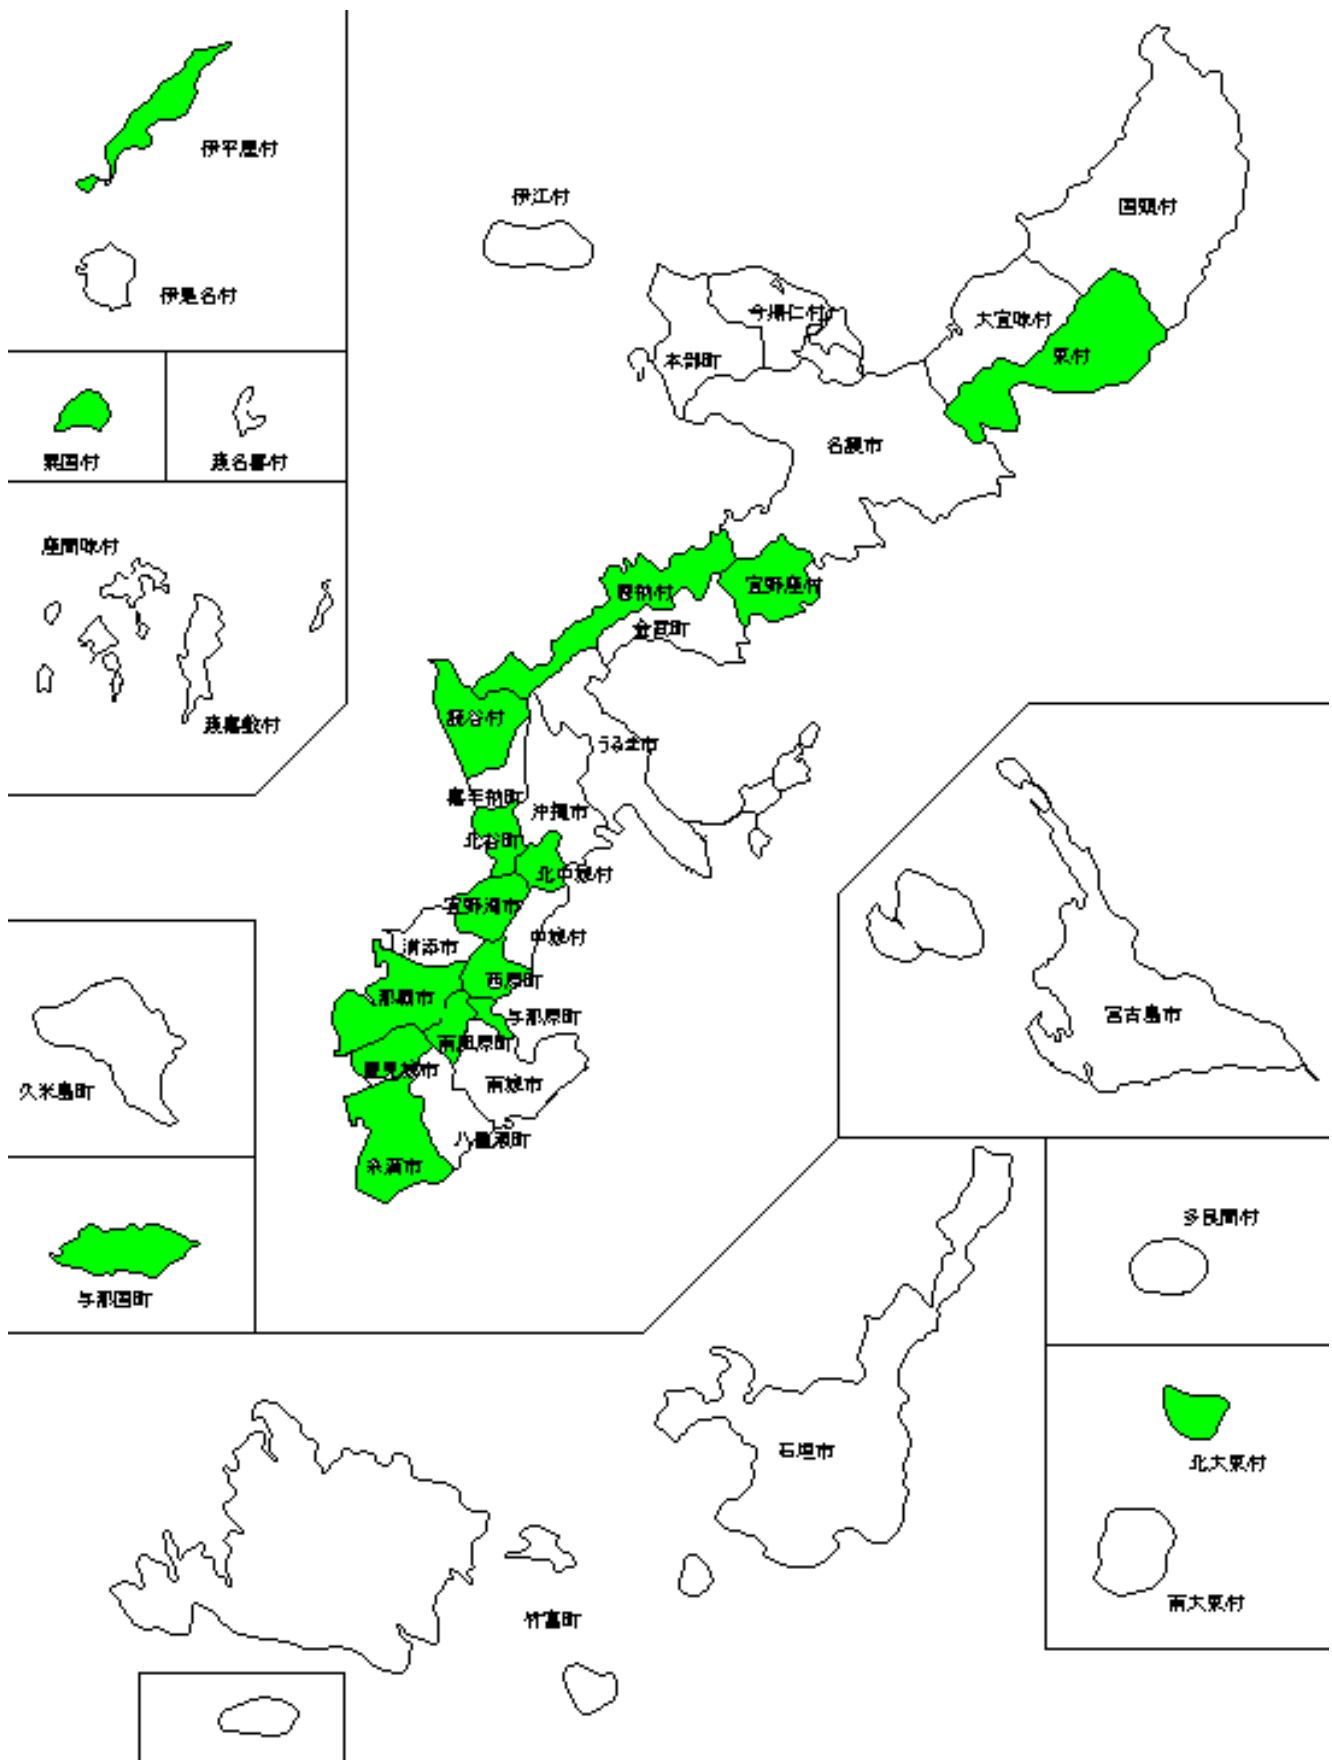 伊平屋村
伊江村
国頭村
伊是名村
今帰仁村
大宜味村
本部町
東村
名護市
粟国村
渡名喜村
座間味村
恩納村
宜野座村
金武町
渡嘉敷村
読谷村
うるま市
嘉手納町
沖縄市
北谷町
北中城村
宜野湾市
中城村
浦添市
西原町
那覇市
与那原町
宮古島市
南風原町
豊見城市
南城市
久米島町
八重瀬町
糸満市
多良間村
与那国町
石垣市
北大東村
南大東村
竹富町